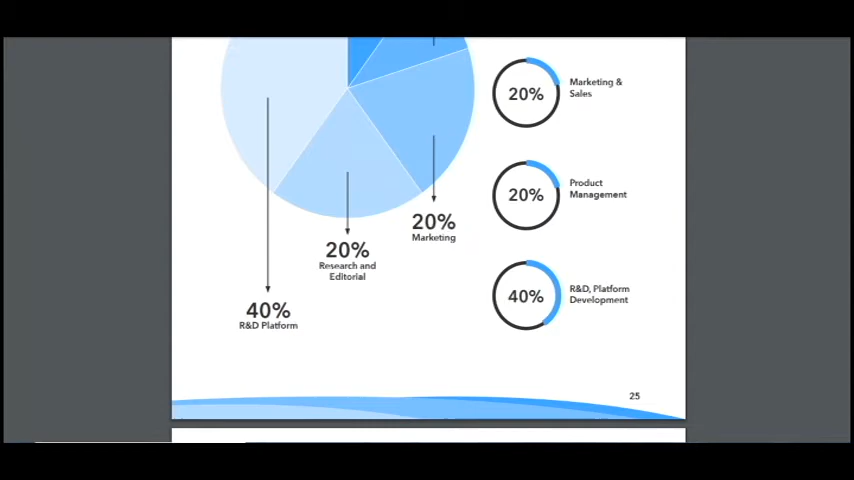 20%
Marketing &
Sales
20%
Product
Management
20%
Marketing
20%
Research and
Editorial
40%
R&D, Platform
Development
40%
R&D Platform
25